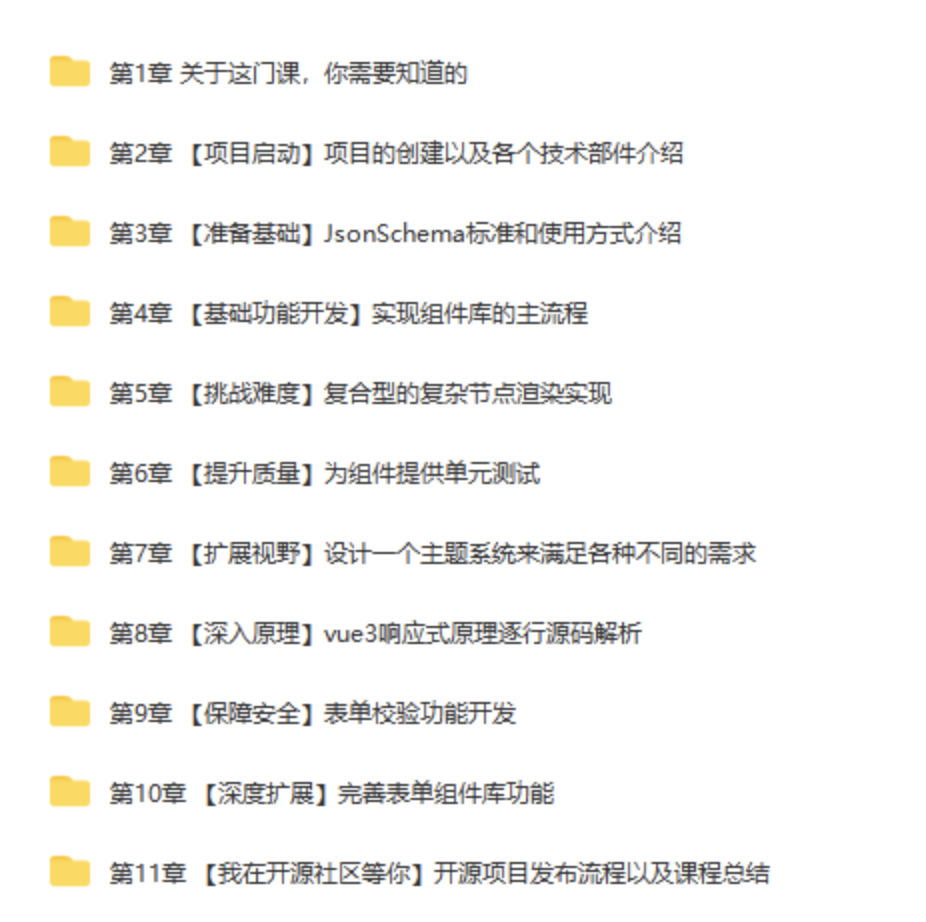 第1章 关于这门课，你需要知道的
第2章 【项目启动】项目的创建以及各个技术部件介绍
第3章 【准备基础】JsonSchema标准和使用方式介绍
第4章 【基础功能开发】实现组件库的主流程
第5章 【挑战难度】复合型的复杂节点渲染实现
第6章 【提升质量】为组件提供单元测试
第7章 【扩展视野】设计一个主题系统来满足各种不同的需求
第8章 【深入原理】vue3响应式原理逐行源码解析
第9章 【保障安全】表单校验功能开发
第10章 【深度扩展】完善表单组件库功能
第11章 【我在开源社区等你】开源项目发布流程以及课程总结